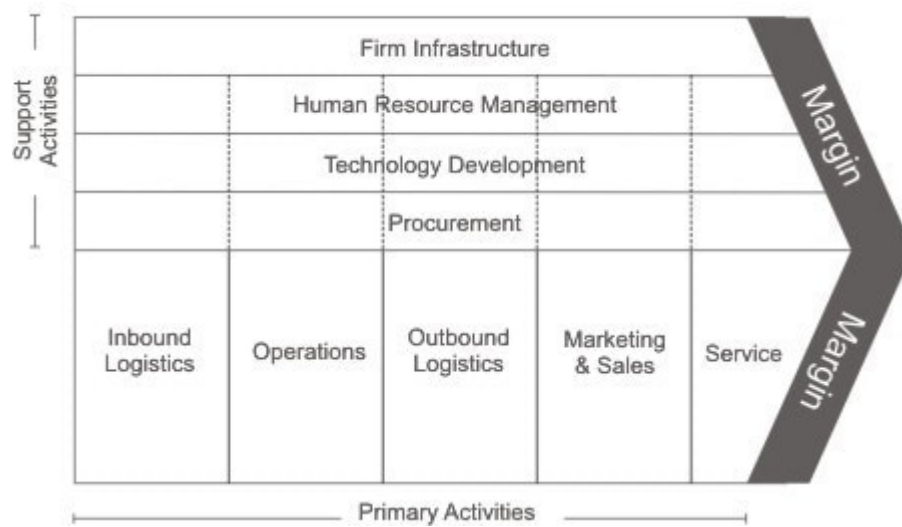 Firm Infrastructure
Human Resource Management
Technology Development
Procurement
Support
Activities
Margin
Inbound
Logistics
Operations
Outbound
Logistics
Marketing
& Sales
Service
Margin
Primary Activities